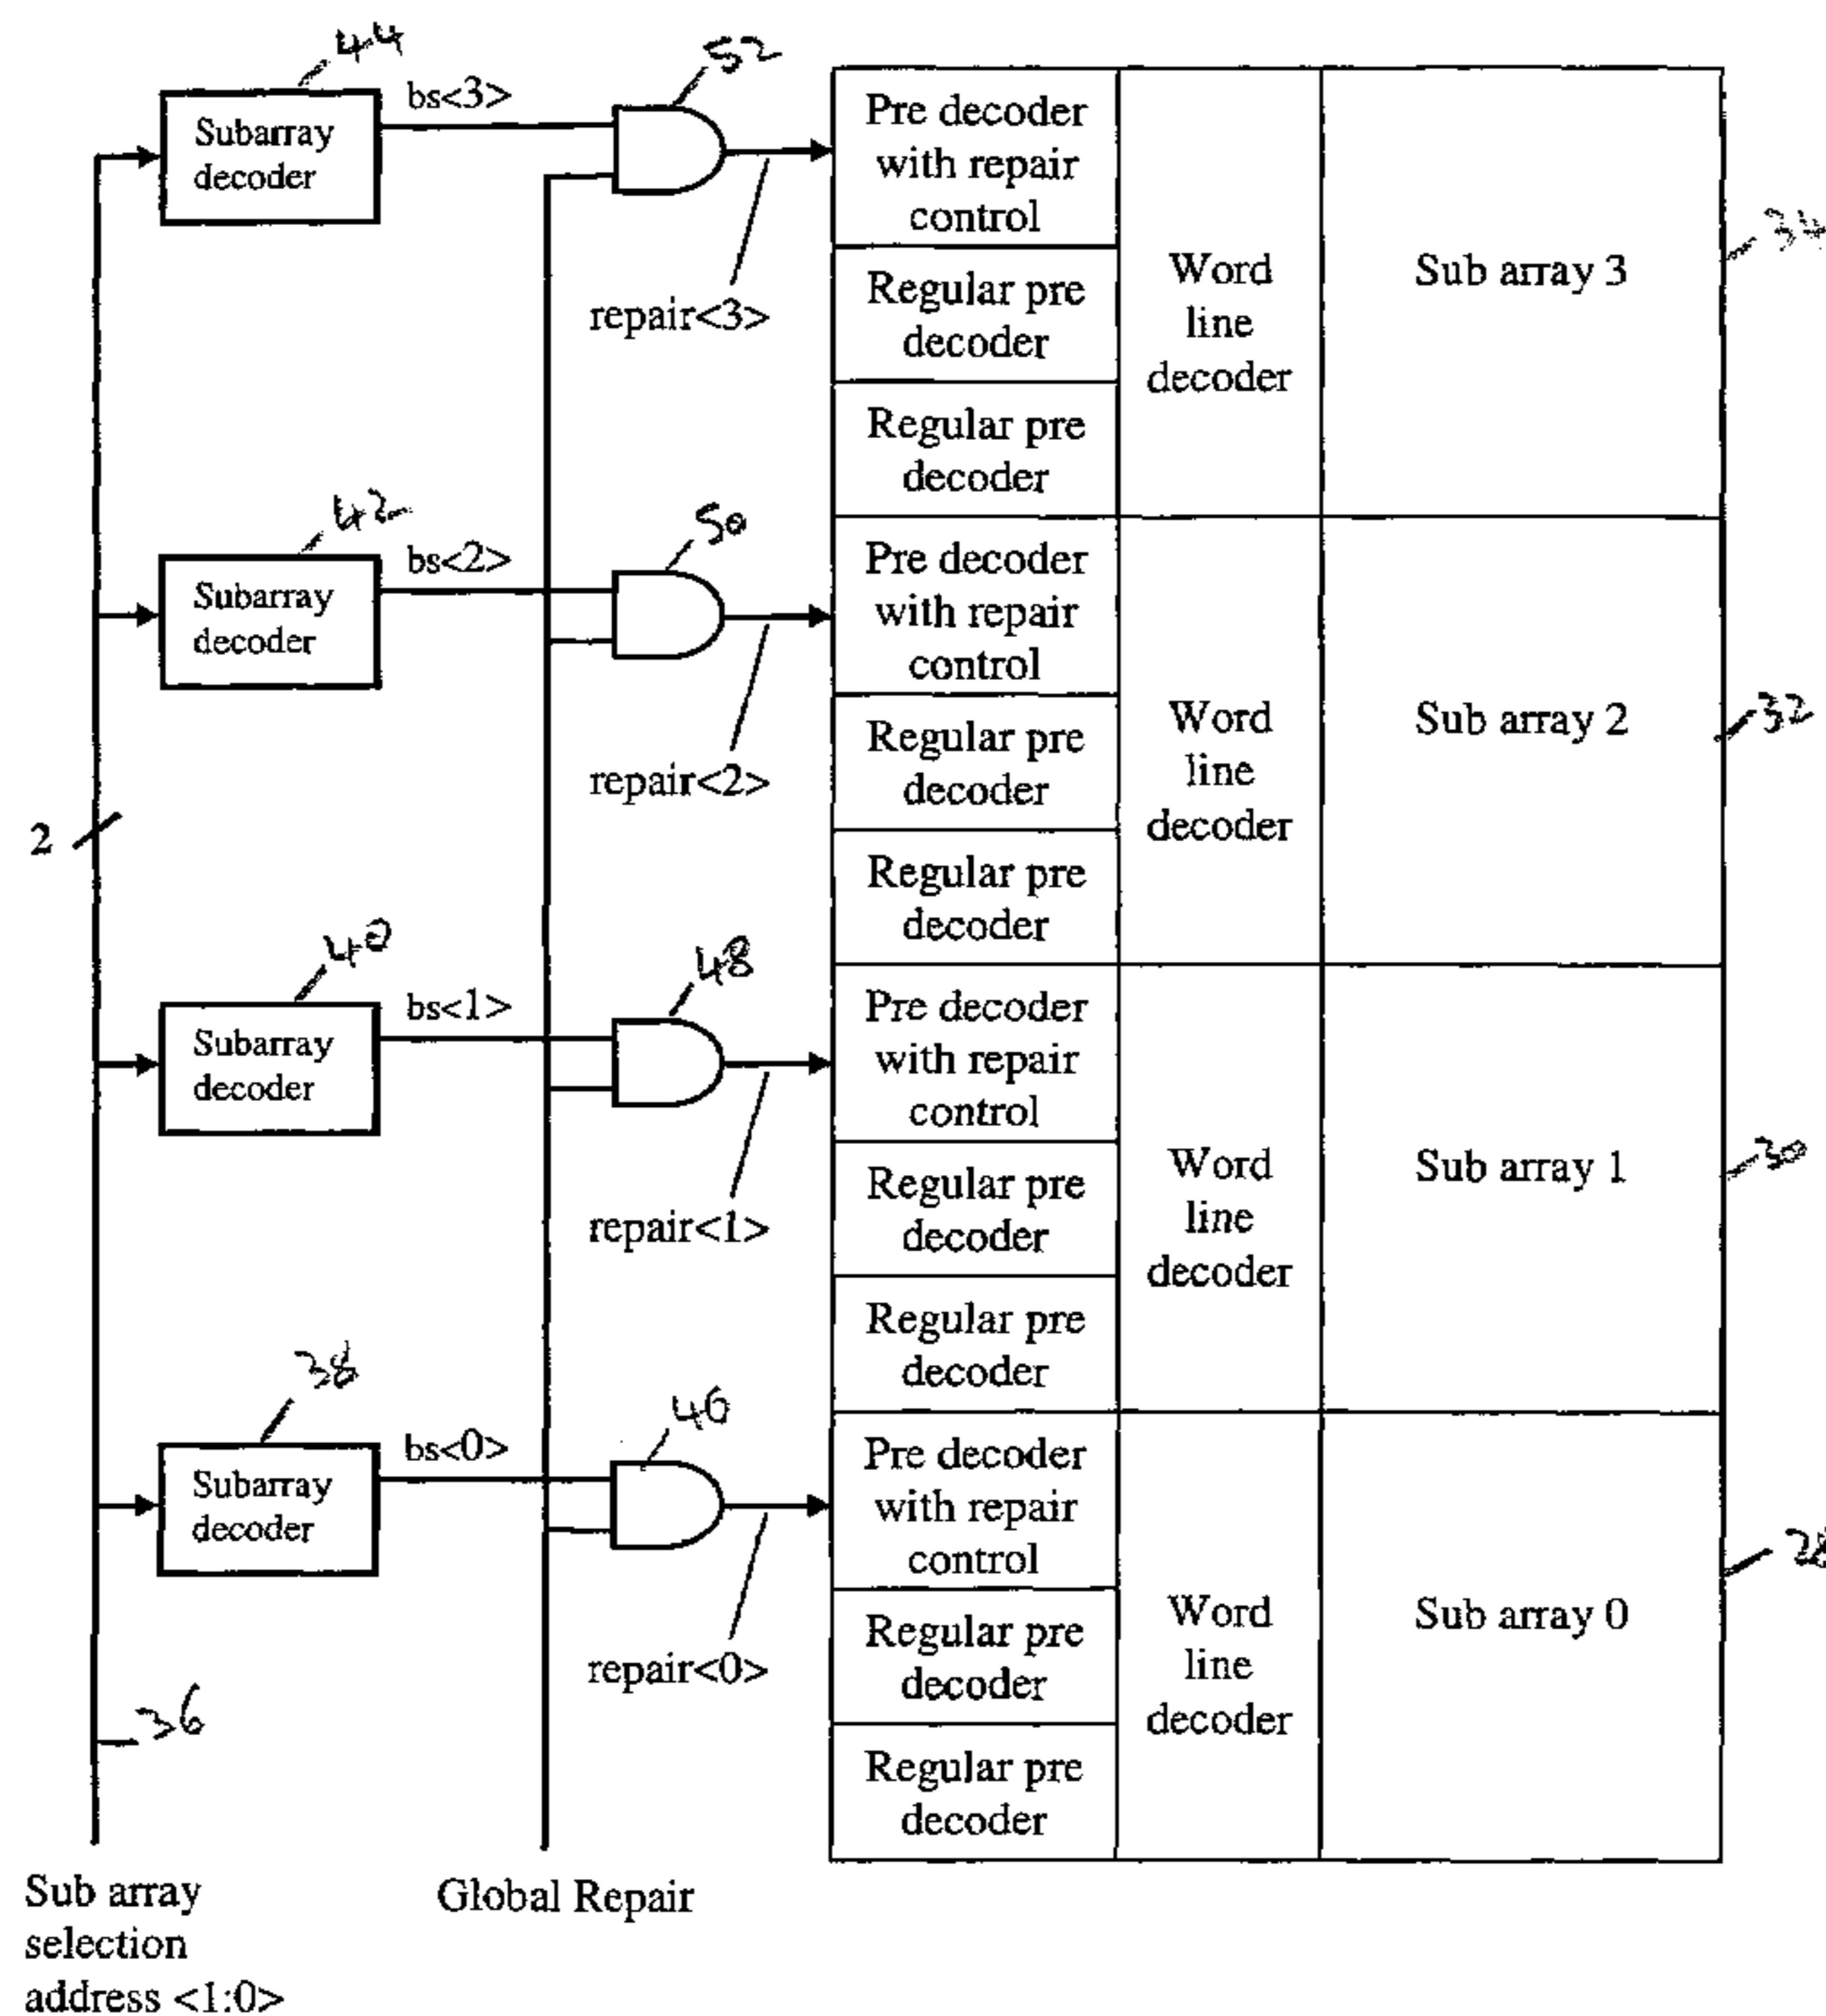 44
52
Subarray
decoder
bs<3>
repair<3>
Pre decoder
with repair
control
Regular pre
decoder
Regular pre
decoder
Word
line
decoder
Sub array 3
34
42
50
Subarray
decoder
bs<2>
repair<2>
Pre decoder
with repair
control
Regular pre
decoder
Regular pre
decoder
Word
line
decoder
Sub array 2
32
2
40
48
Subarray
decoder
bs<1>
repair<1>
Pre decoder
with repair
control
Regular pre
decoder
Regular pre
decoder
Word
line
decoder
Sub array 1
30
38
46
Subarray
decoder
bs<0>
repair<0>
Pre decoder
with repair
control
Regular pre
decoder
Regular pre
decoder
Word
line
decoder
Sub array 0
28
36
Sub array
selection
address <1:0>
Global Repair